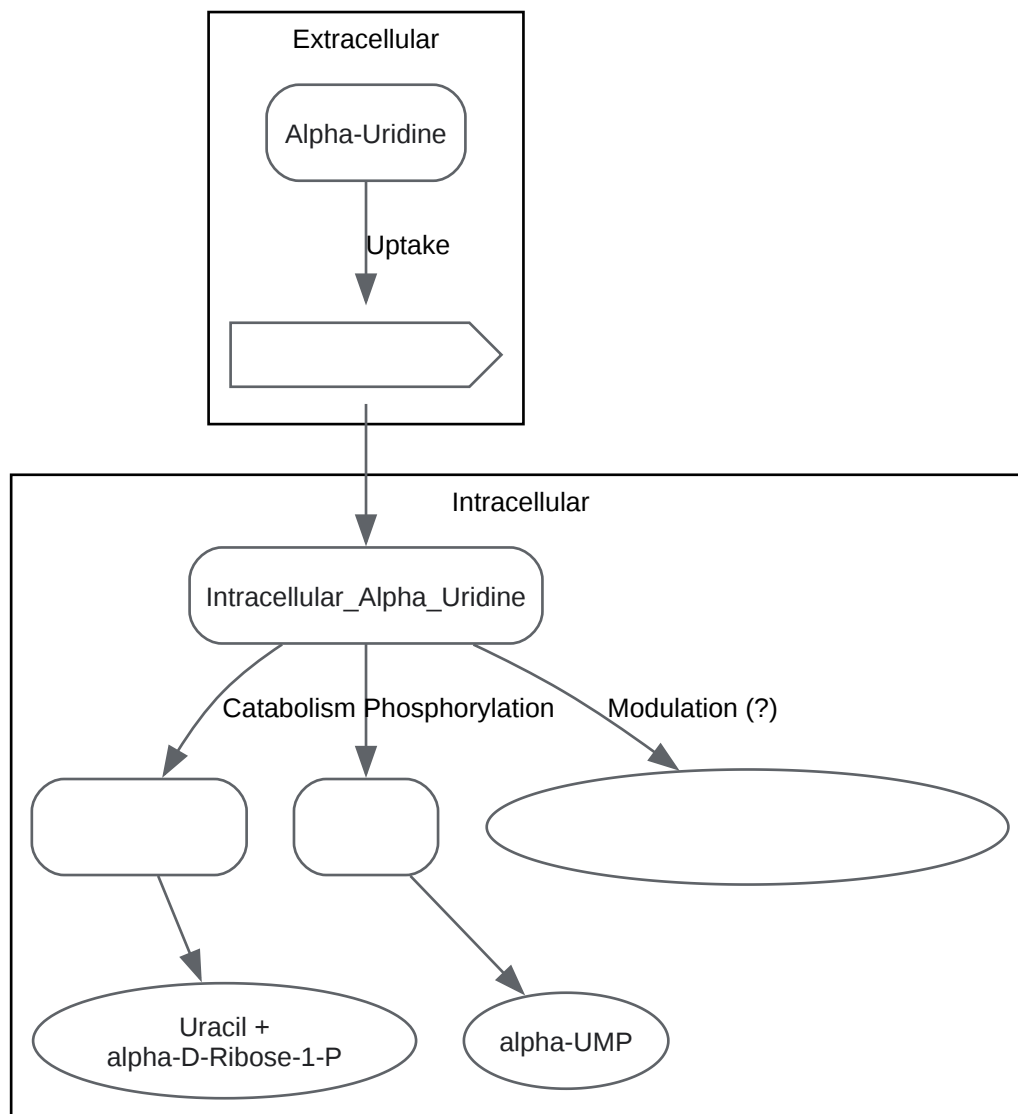 Extracellular
Alpha-Uridine
Uptake
Intracellular
Intracellular_Alpha_Uridine
Catabolism
Phosphorylation
Modulation (?)
Uracil +
alpha-D-Ribose-1-P
alpha-UMP